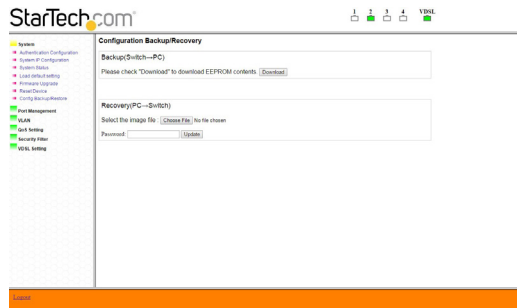 StarTech.com
1 2 3 4 VDSL
System
Authentication Configuration
System IP Configuration
System Status
Load default setting
Firmware Upgrade
Reset Device
Config Backup/Restore
Port Management
VLAN
QoS Setting
Security Filter
VDSL Setting
Configuration Backup/Recovery
Backup(Switch→PC)
Please check "Download" to download EEPROM contents. Download
Recovery(PC→Switch)
Select the image file : Choose File No file chosen
Password: Update
Logout